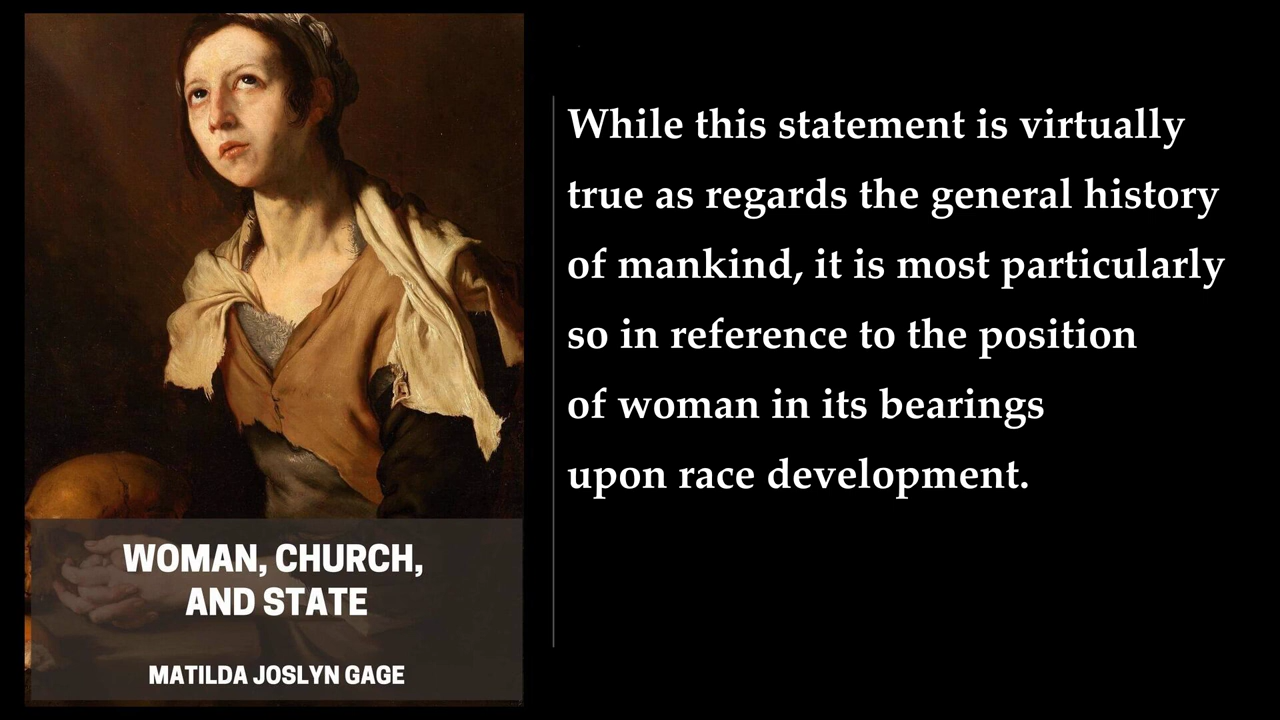 WOMAN, CHURCH,
AND STATE
MATILDA JOSLYN GAGE
While this statement is virtually
true as regards the general history
of mankind, it is most particularly
so in reference to the position
of woman in its bearings
upon race development.